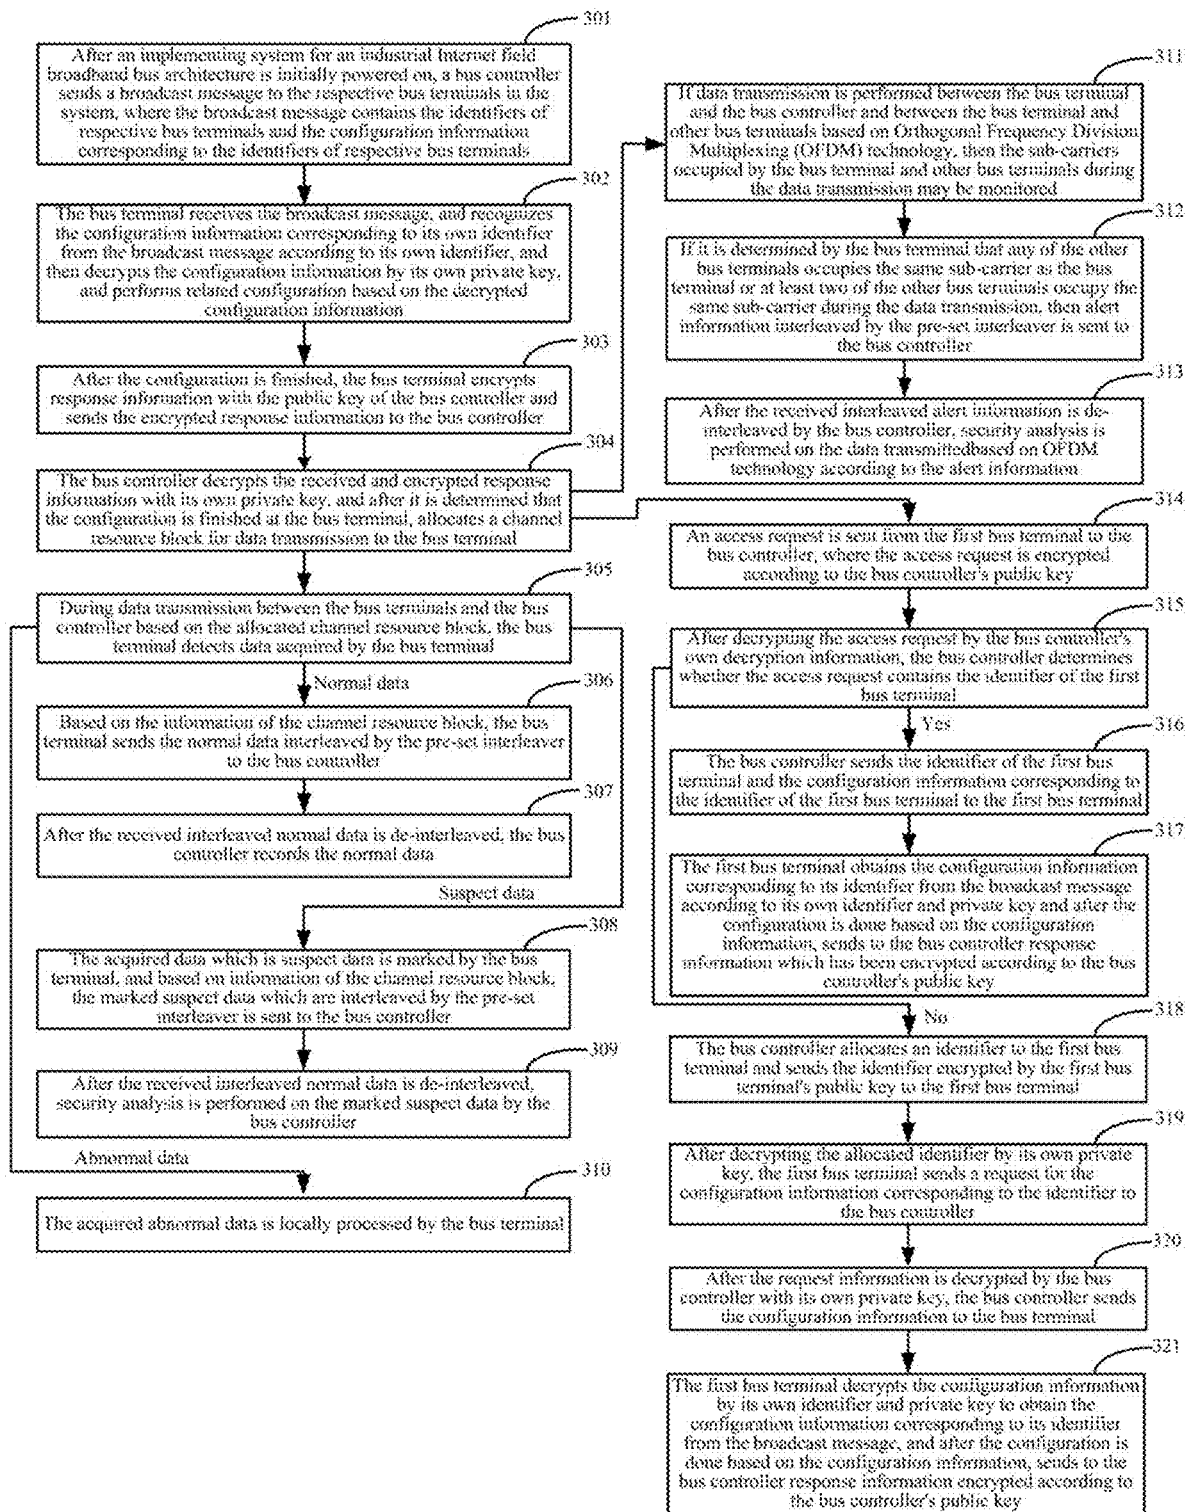 301
After an implementing system for an industrial Internet field
broadband bus architecture is initially powered on, a bus controller
sends a broadcast message to the respective bus terminals in the
system, where the broadcast message contains the identifiers of
respective bus terminals and the configuration information
corresponding to the identifiers of respective bus terminals
302
The bus terminal receives the broadcast message, and recognizes
the configuration information corresponding to its own identifier
from the broadcast message according to its own identifier, and
then decrypts the configuration information by its own private key,
and performs related configuration based on the decrypted
configuration information
303
After the configuration is finished, the bus terminal encrypts
response information with the public key of the bus controller and
sends the encrypted response information to the bus controller
304
The bus controller decrypts the received and encrypted response
information with its own private key, and after it is determined that
the configuration is finished at the bus terminal, allocates a channel
resource block for data transmission to the bus terminal
305
During data transmission between the bus terminals and the bus
controller based on the allocated channel resource block, the bus
terminal detects data acquired by the bus terminal
Normal data
306
Based on the information of the channel resource block, the bus
terminal sends the normal data interleaved by the pre-set interleaver
to the bus controller
307
After the received interleaved normal data is de-interleaved, the bus
controller records the normal data
Suspect data
308
The acquired data which is suspect data is marked by the bus
terminal, and based on information of the channel resource block,
the marked suspect data which are interleaved by the pre-set
interleaver is sent to the bus controller
309
After the received interleaved normal data is de-interleaved,
security analysis is performed on the marked suspect data by the
bus controller
Abnormal data
310
The acquired abnormal data is locally processed by the bus terminal
311
If data transmission is performed between the bus terminal
and the bus controller and between the bus terminal and
other bus terminals based on Orthogonal Frequency Division
Multiplexing (OFDM) technology, then the sub-carriers
occupied by the bus terminal and other bus terminals during
the data transmission may be monitored
312
If it is determined by the bus terminal that any of the other
bus terminals occupies the same sub-carrier as the bus
terminal or at least two of the other bus terminals occupy the
same sub-carrier during the data transmission, then alert
information interleaved by the pre-set interleaver is sent to
the bus controller
313
After the received interleaved alert information is de-
interleaved by the bus controller, security analysis is
performed on the data transmittedbased on OFDM
technology according to the alert information
314
An access request is sent from the first bus terminal to the
bus controller, where the access request is encrypted
according to the bus controller's public key
315
After decrypting the access request by the bus controller's
own decryption information, the bus controller determines
whether the access request contains the identifier of the first
bus terminal
Yes
316
The bus controller sends the identifier of the first bus
terminal and the configuration information corresponding to
the identifier of the first bus terminal to the first bus terminal
317
The first bus terminal obtains the configuration information
corresponding to its identifier from the broadcast message
according to its own identifier and private key and after the
configuration is done based on the configuration
information, sends to the bus controller response
information which has been encrypted according to the bus
controller's public key
No
318
The bus controller allocates an identifier to the first bus
terminal and sends the identifier encrypted by the first bus
terminal's public key to the first bus terminal
319
After decrypting the allocated identifier by its own private
key, the first bus terminal sends a request for the
configuration information corresponding to the identifier to
the bus controller
320
After the request information is decrypted by the bus
controller with its own private key, the bus controller sends
the configuration information to the bus terminal
321
The first bus terminal decrypts the configuration information
by its own identifier and private key to obtain the
configuration information corresponding to its identifier
from the broadcast message, and after the configuration is
done based on the configuration information, sends to the
bus controller response information encrypted according to
the bus controller's public key